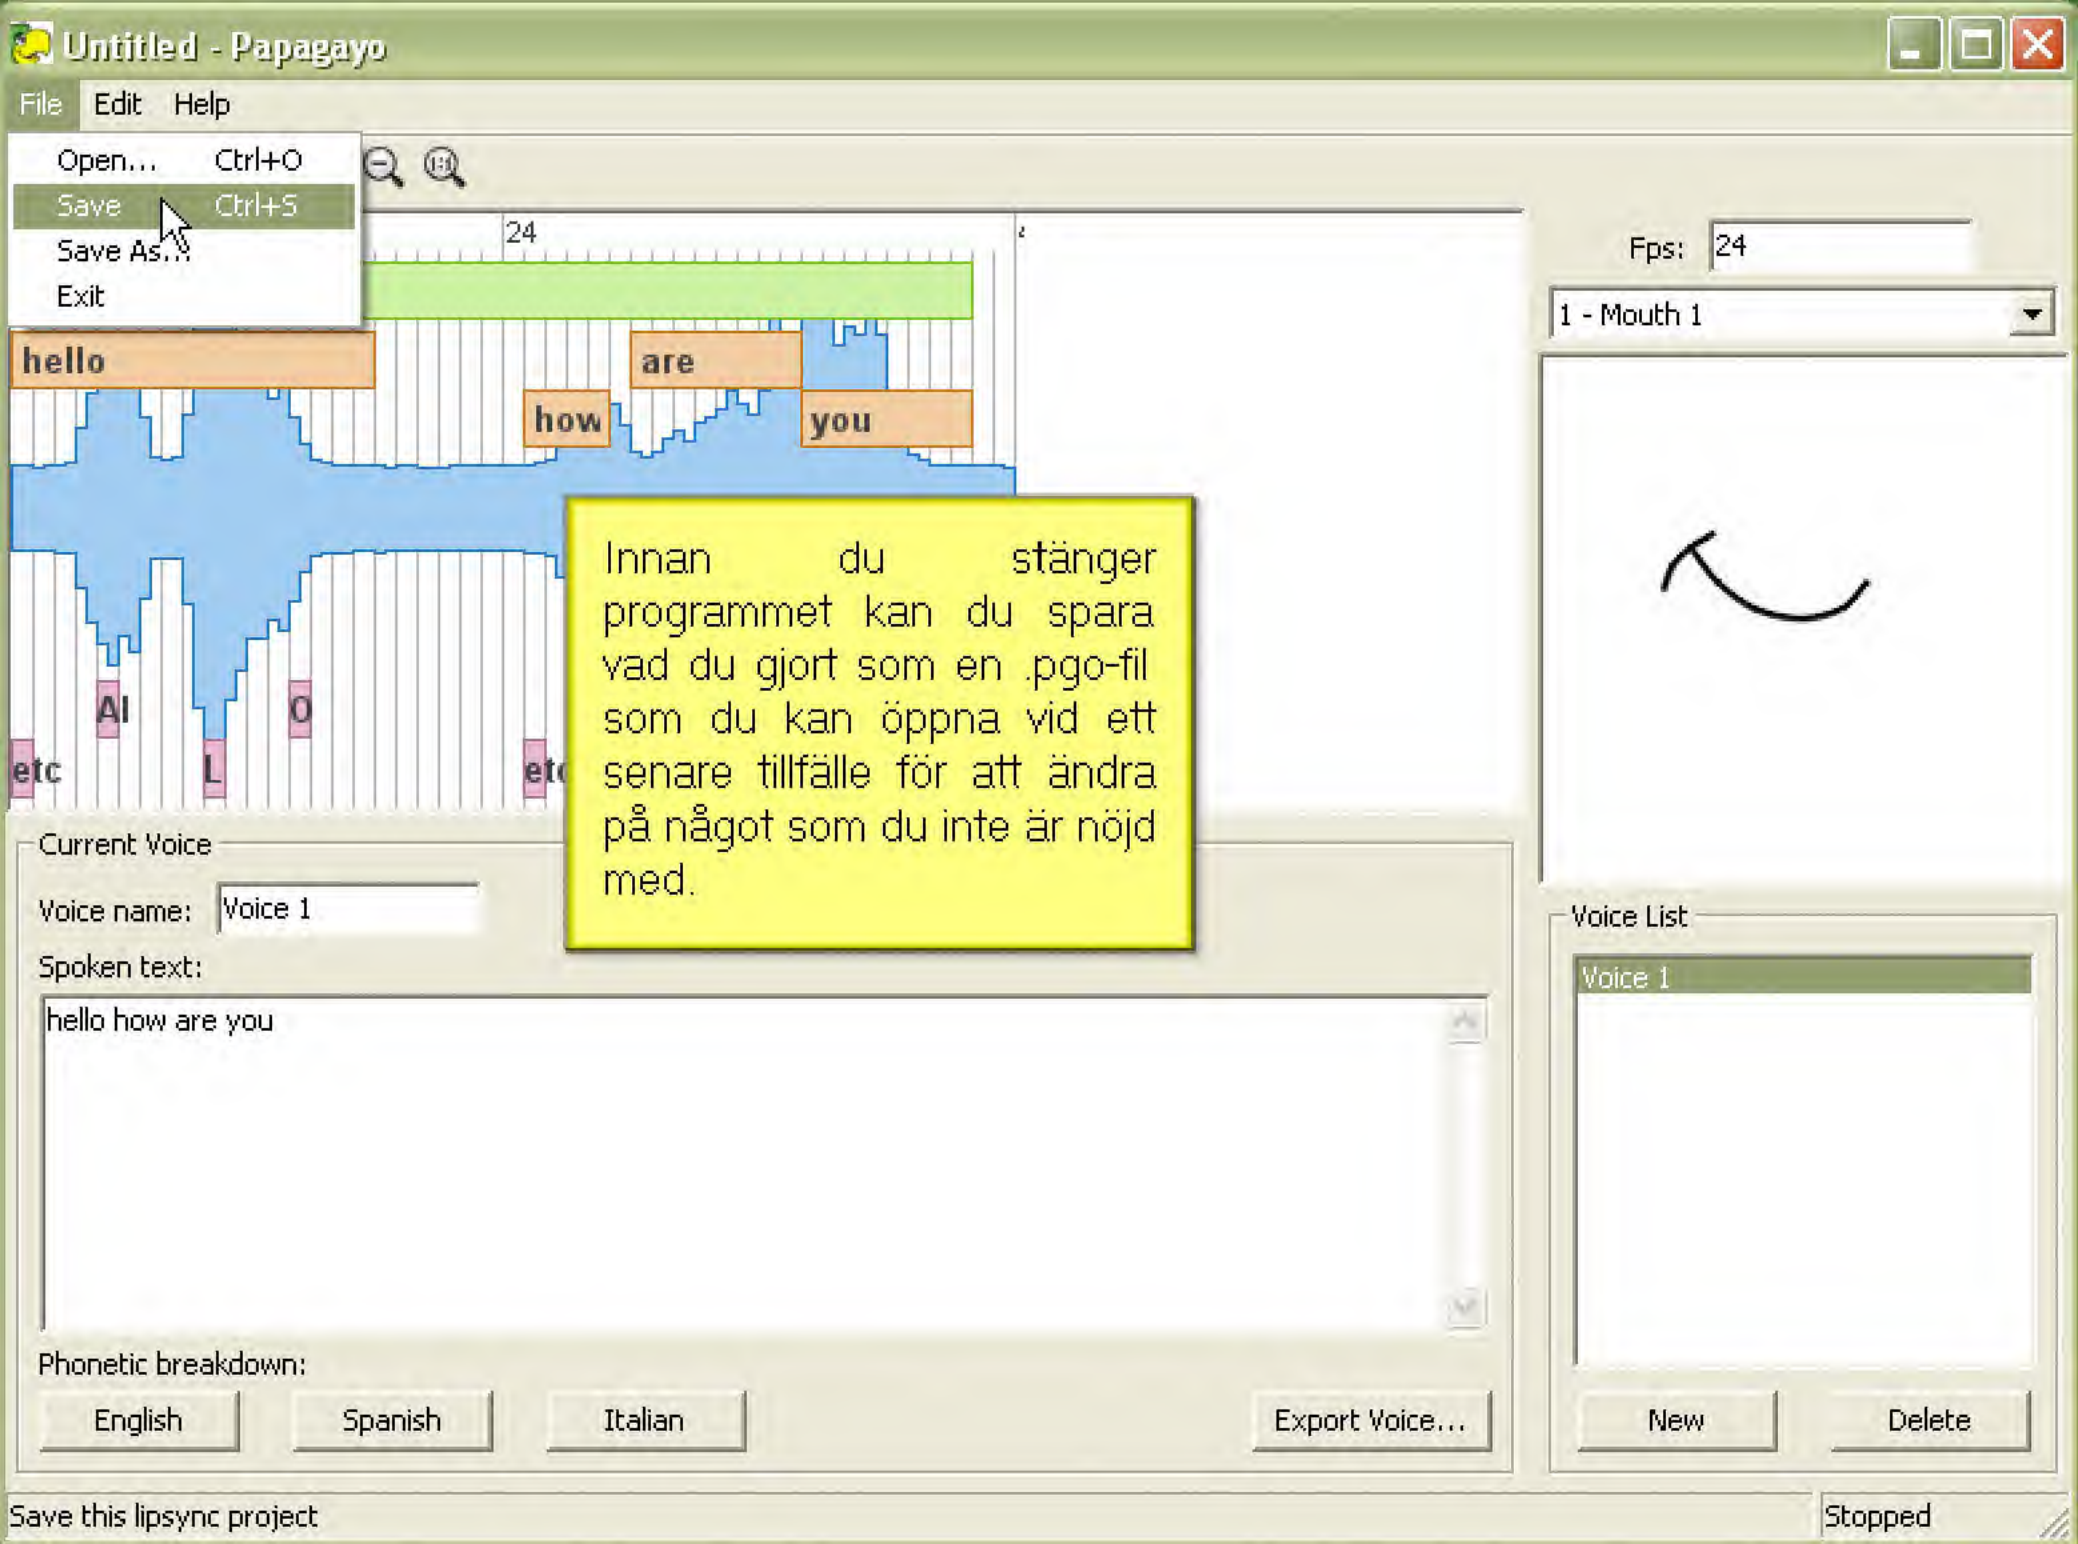 Untitled - Papagayo
File Edit Help
Open... Ctrl+O
Save Ctrl+S
Save As...
Exit
24
Fps: 24
1 - Mouth 1
hello
are
how
you
AI
O
etc
L
etc
Innan du stänger
programmet kan du spara
vad du gjort som en .pgo-fil
som du kan öppna vid ett
senare tillfälle för att ändra
på något som du inte är nöjd
med.
Current Voice
Voice name: Voice 1
Spoken text:
hello how are you
Phonetic breakdown:
English Spanish Italian Export Voice...
Voice List
Voice 1
New Delete
Save this lipsync project
Stopped